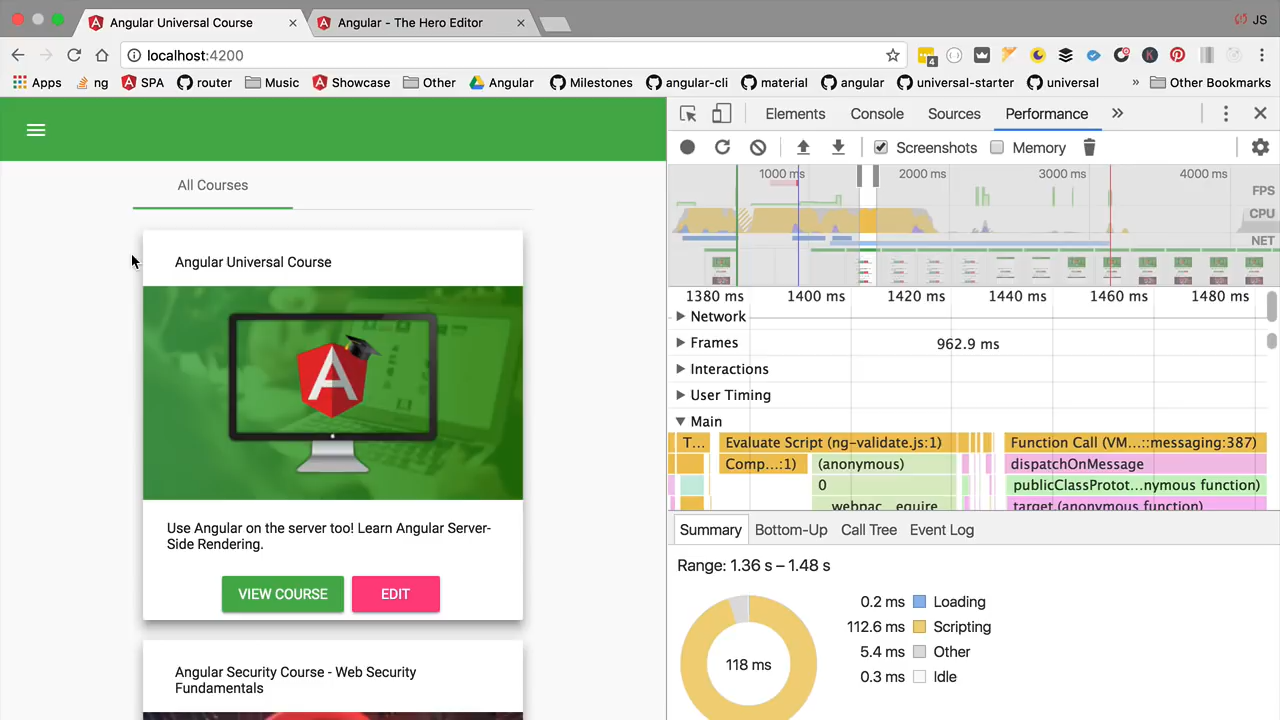 Angular Universal Course
Angular - The Hero Editor
JS
localhost:4200
4
K
Apps
ng
SPA
router
Music
Showcase
Other
Angular
Milestones
angular-cli
material
angular
universal-starter
universal
»
Other Bookmarks
All Courses
Angular Universal Course
A
Use Angular on the server too! Learn Angular Server-
Side Rendering.
VIEW COURSE
EDIT
Angular Security Course - Web Security
Fundamentals
Elements
Console
Sources
Performance
»
Screenshots
Memory
1000 ms
2000 ms
3000 ms
4000 ms
FPS
CPU
NET
1380 ms
1400 ms
1420 ms
1440 ms
1460 ms
1480 ms
Network
Frames
962.9 ms
Interactions
User Timing
Main
T...
Evaluate Script (ng-validate.js:1)
Function Call (VM...::messaging:387)
Comp...:1)
(anonymous)
dispatchOnMessage
0
publicClassProtot...nymous function)
webpac...equire
target.(anonymous function)
Summary
Bottom-Up
Call Tree
Event Log
Range: 1.36 s – 1.48 s
118 ms
0.2 ms Loading
112.6 ms Scripting
5.4 ms Other
0.3 ms Idle